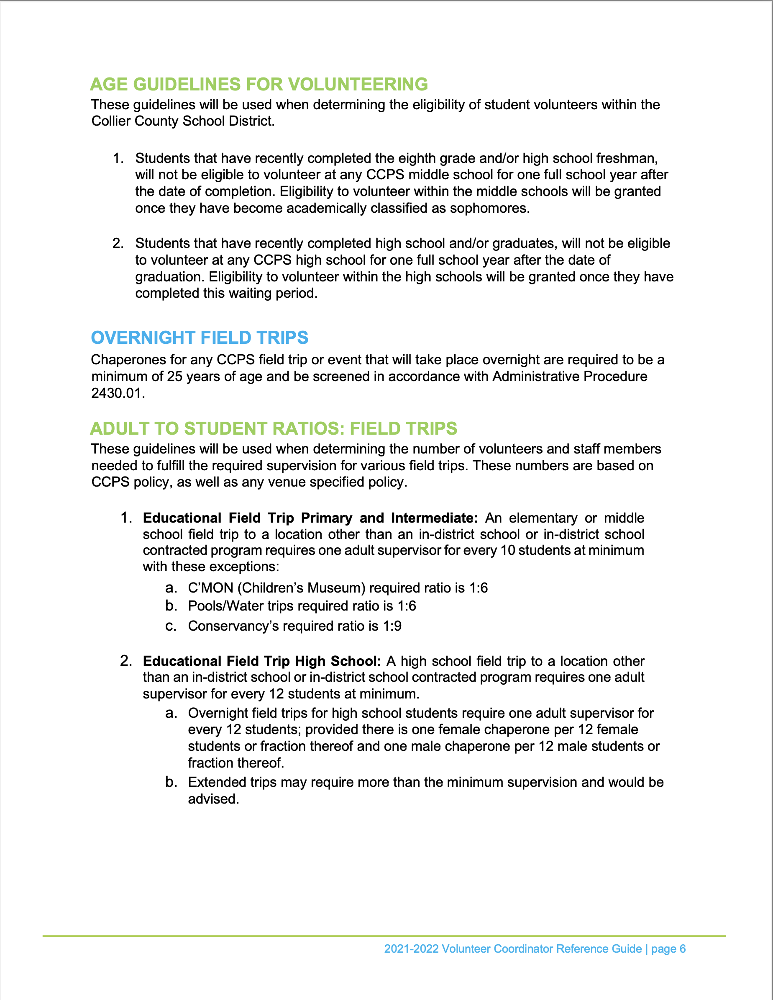 AGE GUIDELINES FOR VOLUNTEERING
These guidelines will be used when determining the eligibility of student volunteers within the
Collier County School District.
1. Students that have recently completed the eighth grade and/or high school freshman,
will not be eligible to volunteer at any CCPS middle school for one full school year after
the date of completion. Eligibility to volunteer within the middle schools will be granted
once they have become academically classified as sophomores.
2. Students that have recently completed high school and/or graduates, will not be eligible
to volunteer at any CCPS high school for one full school year after the date of
graduation. Eligibility to volunteer within the high schools will be granted once they have
completed this waiting period.
OVERNIGHT FIELD TRIPS
Chaperones for any CCPS field trip or event that will take place overnight are required to be a
minimum of 25 years of age and be screened in accordance with Administrative Procedure
2430.01.
ADULT TO STUDENT RATIOS: FIELD TRIPS
These guidelines will be used when determining the number of volunteers and staff members
needed to fulfill the required supervision for various field trips. These numbers are based on
CCPS policy, as well as any venue specified policy.
1. Educational Field Trip Primary and Intermediate: An elementary or middle
school field trip to a location other than an in-district school or in-district school
contracted program requires one adult supervisor for every 10 students at minimum
with these exceptions:
a. C’MON (Children’s Museum) required ratio is 1:6
b. Pools/Water trips required ratio is 1:6
c. Conservancy’s required ratio is 1:9
2. Educational Field Trip High School: A high school field trip to a location other
than an in-district school or in-district school contracted program requires one adult
supervisor for every 12 students at minimum.
a. Overnight field trips for high school students require one adult supervisor for
every 12 students; provided there is one female chaperone per 12 female
students or fraction thereof and one male chaperone per 12 male students or
fraction thereof.
b. Extended trips may require more than the minimum supervision and would be
advised.
2021-2022 Volunteer Coordinator Reference Guide | page 6